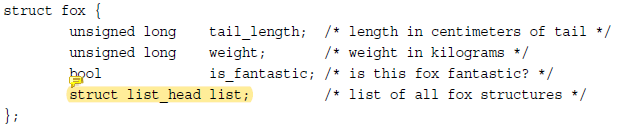 struct fox {
unsigned long tail_length; /* length in centimeters of tail */
unsigned long weight; /* weight in kilograms */
bool is_fantastic; /* is this fox fantastic? */
struct list_head list; /* list of all fox structures */
};